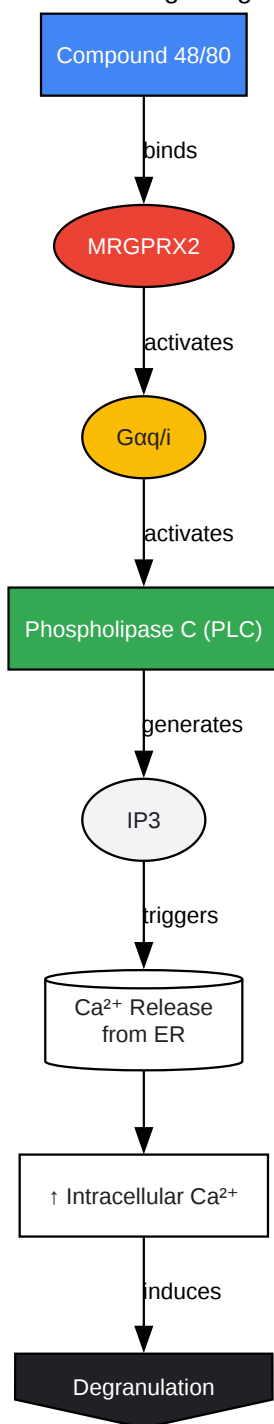 Compound 48/80
binds
MRGPRX2
activates
Gαq/i
activates
Phospholipase C (PLC)
generates
IP3
triggers
Ca²⁺ Release
from ER
↑ Intracellular Ca²⁺
induces
Degranulation